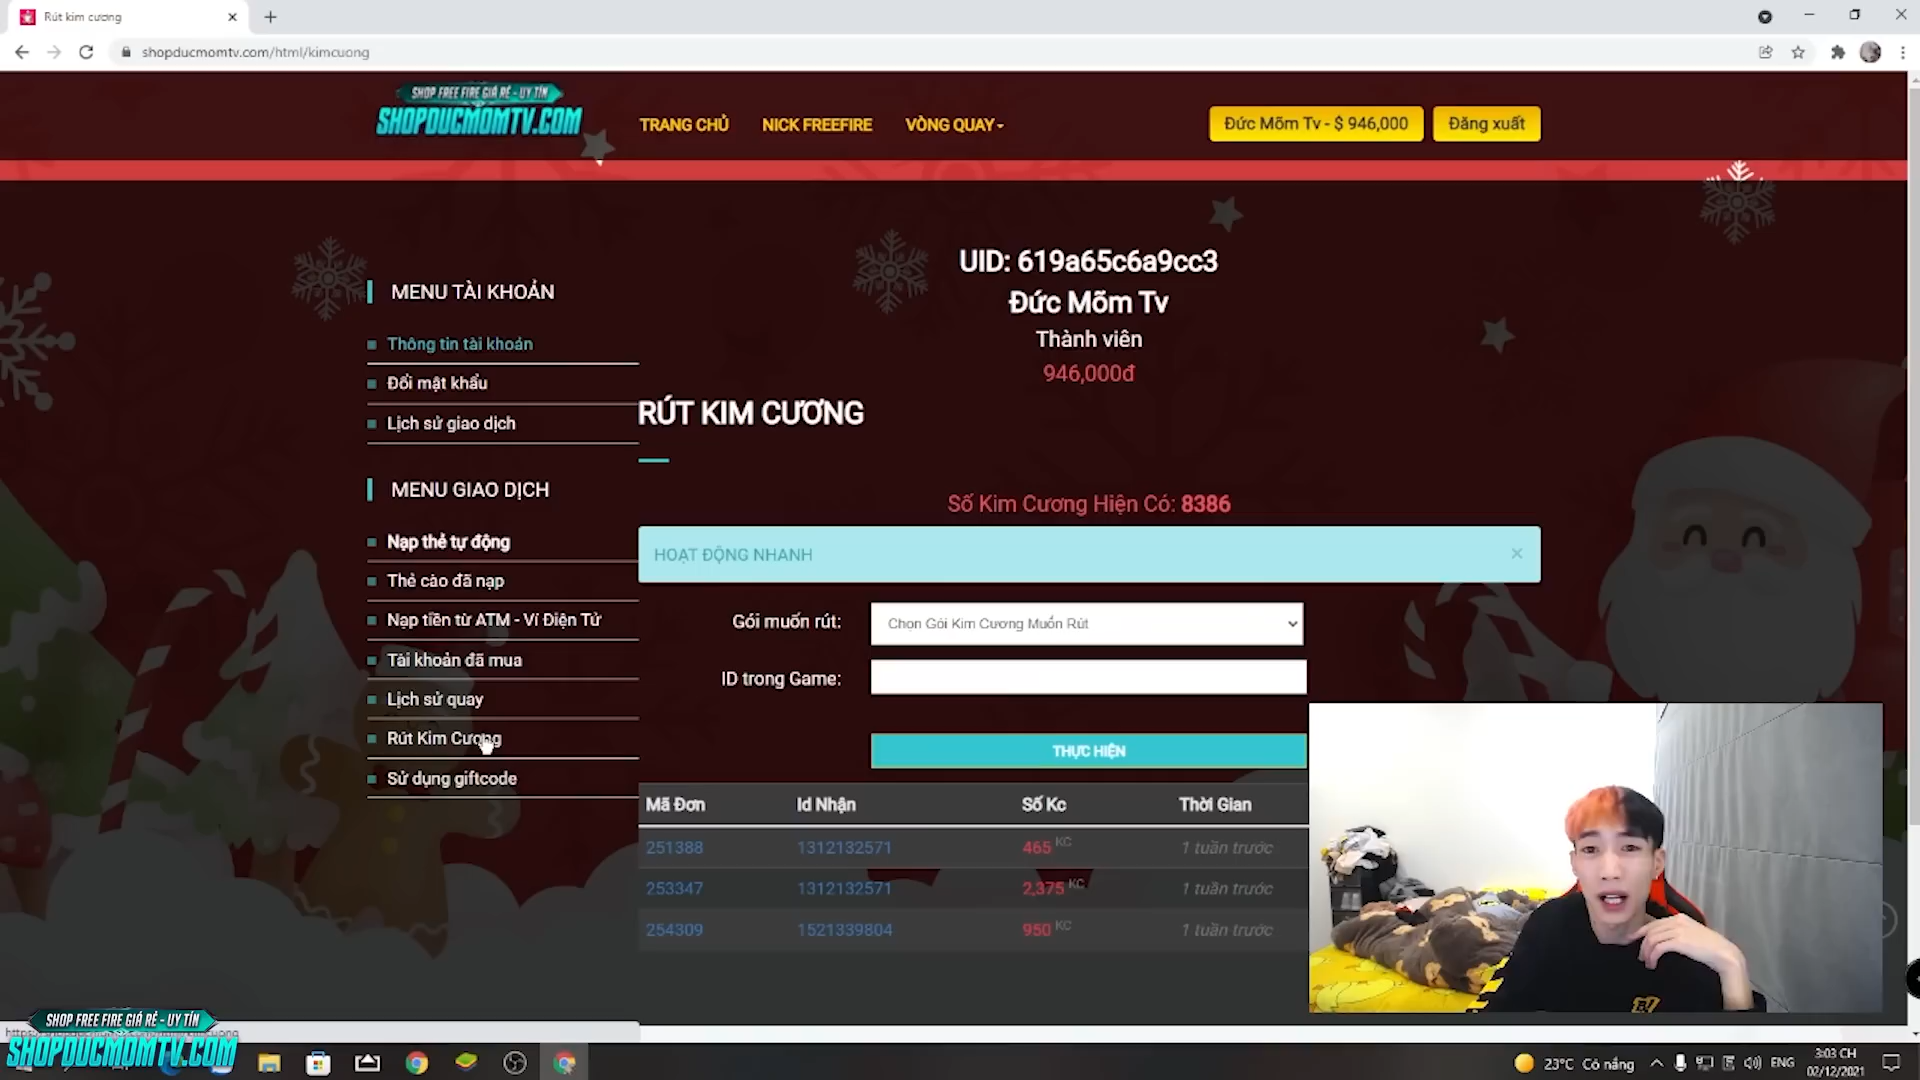 Rút kim cương
shopducmomtv.com/html/kimcuong
SHOP FREE FIRE GIÁ RẺ - UY TÍN
SHOPDUCMOMTV.COM
TRANG CHỦ
NICK FREEFIRE
VÒNG QUAY
Đức Mõm Tv - $ 946,000
Đăng xuất
UID: 619a65c6a9cc3
Đức Mõm Tv
Thành viên
946,000đ
MENU TÀI KHOẢN
Thông tin tài khoản
Đổi mật khẩu
Lịch sử giao dịch
MENU GIAO DỊCH
Nạp thẻ tự động
Thẻ cào đã nạp
Nạp tiền từ ATM - Ví Điện Tử
Tài khoản đã mua
Lịch sử quay
Rút Kim Cương
Sử dụng giftcode
RÚT KIM CƯƠNG
Số Kim Cương Hiện Có: 8386
HOẠT ĐỘNG NHANH ×
Gói muốn rút: Chọn Gói Kim Cương Muốn Rút
ID trong Game:
THỰC HIỆN
Mã Đơn Id Nhận Số Kc Thời Gian
251388 1312132571 465 KC 1 tuần trước
253347 1312132571 2,375 KC 1 tuần trước
254309 1521339804 950 KC 1 tuần trước
SHOP FREE FIRE GIÁ RẺ - UY TÍN
SHOPDUCMOMTV.COM
23°C Có nắng
ENG
3:03 CH
02/12/2021